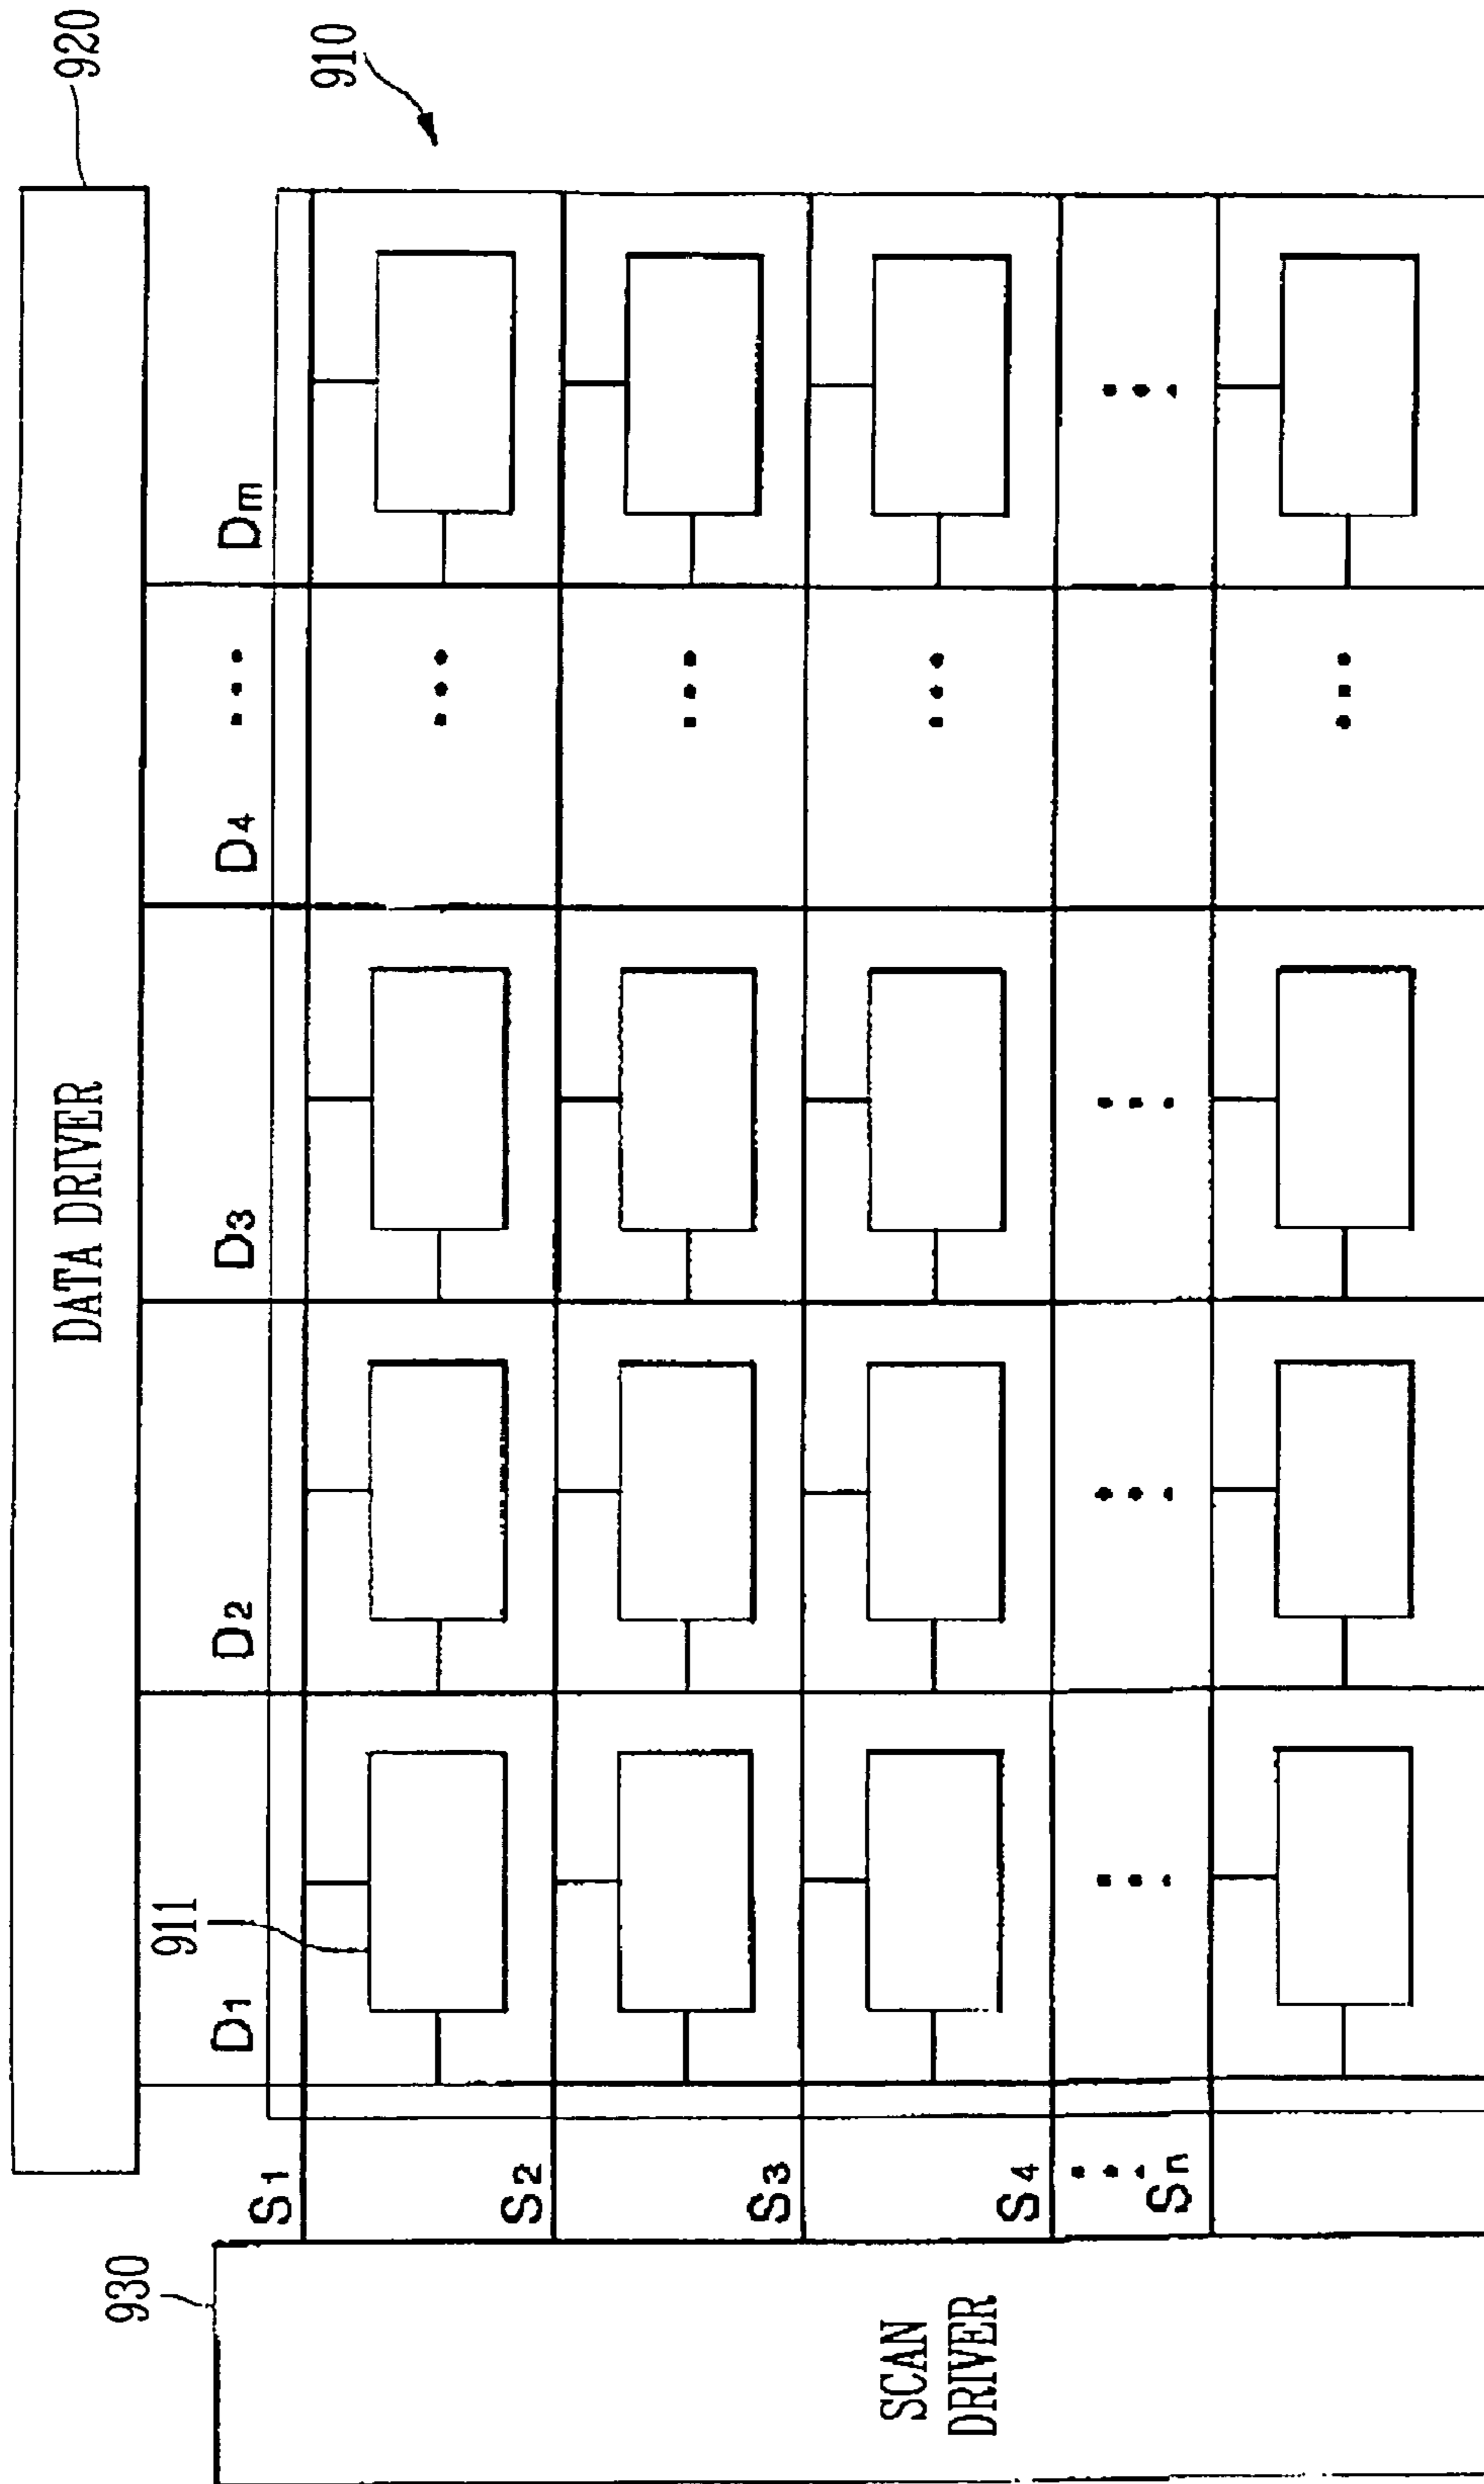 920
DATA DRIVER
910
911
D1
D2
D3
D4
...
Dm
930
SCAN
DRIVER
S1
S2
S3
S4
...
Sn